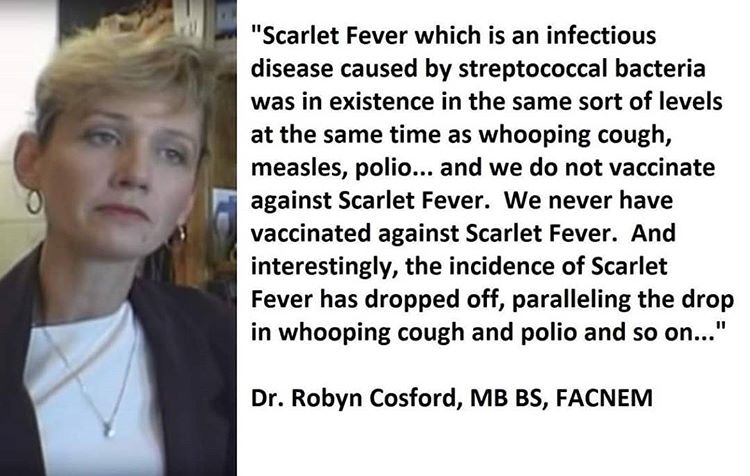 "Scarlet Fever which is an infectious
disease caused by streptococcal bacteria
was in existence in the same sort of levels
at the same time as whooping cough,
measles, polio... and we do not vaccinate
against Scarlet Fever.  We never have
vaccinated against Scarlet Fever.  And
interestingly, the incidence of Scarlet
Fever has dropped off, paralleling the drop
in whooping cough and polio and so on..."
Dr. Robyn Cosford, MB BS, FACNEM